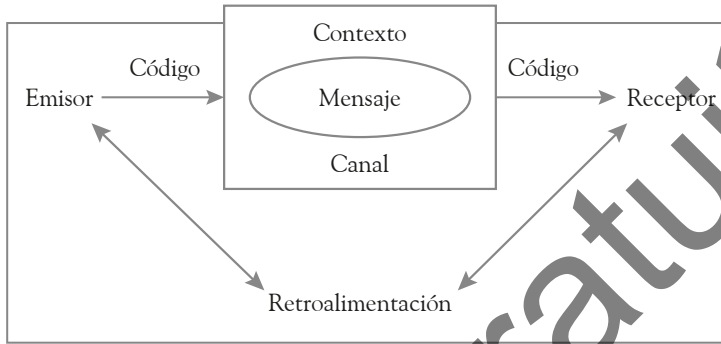 Contexto
Código
Código
Emisor
Mensaje
Receptor
Canal
Retroalimentación